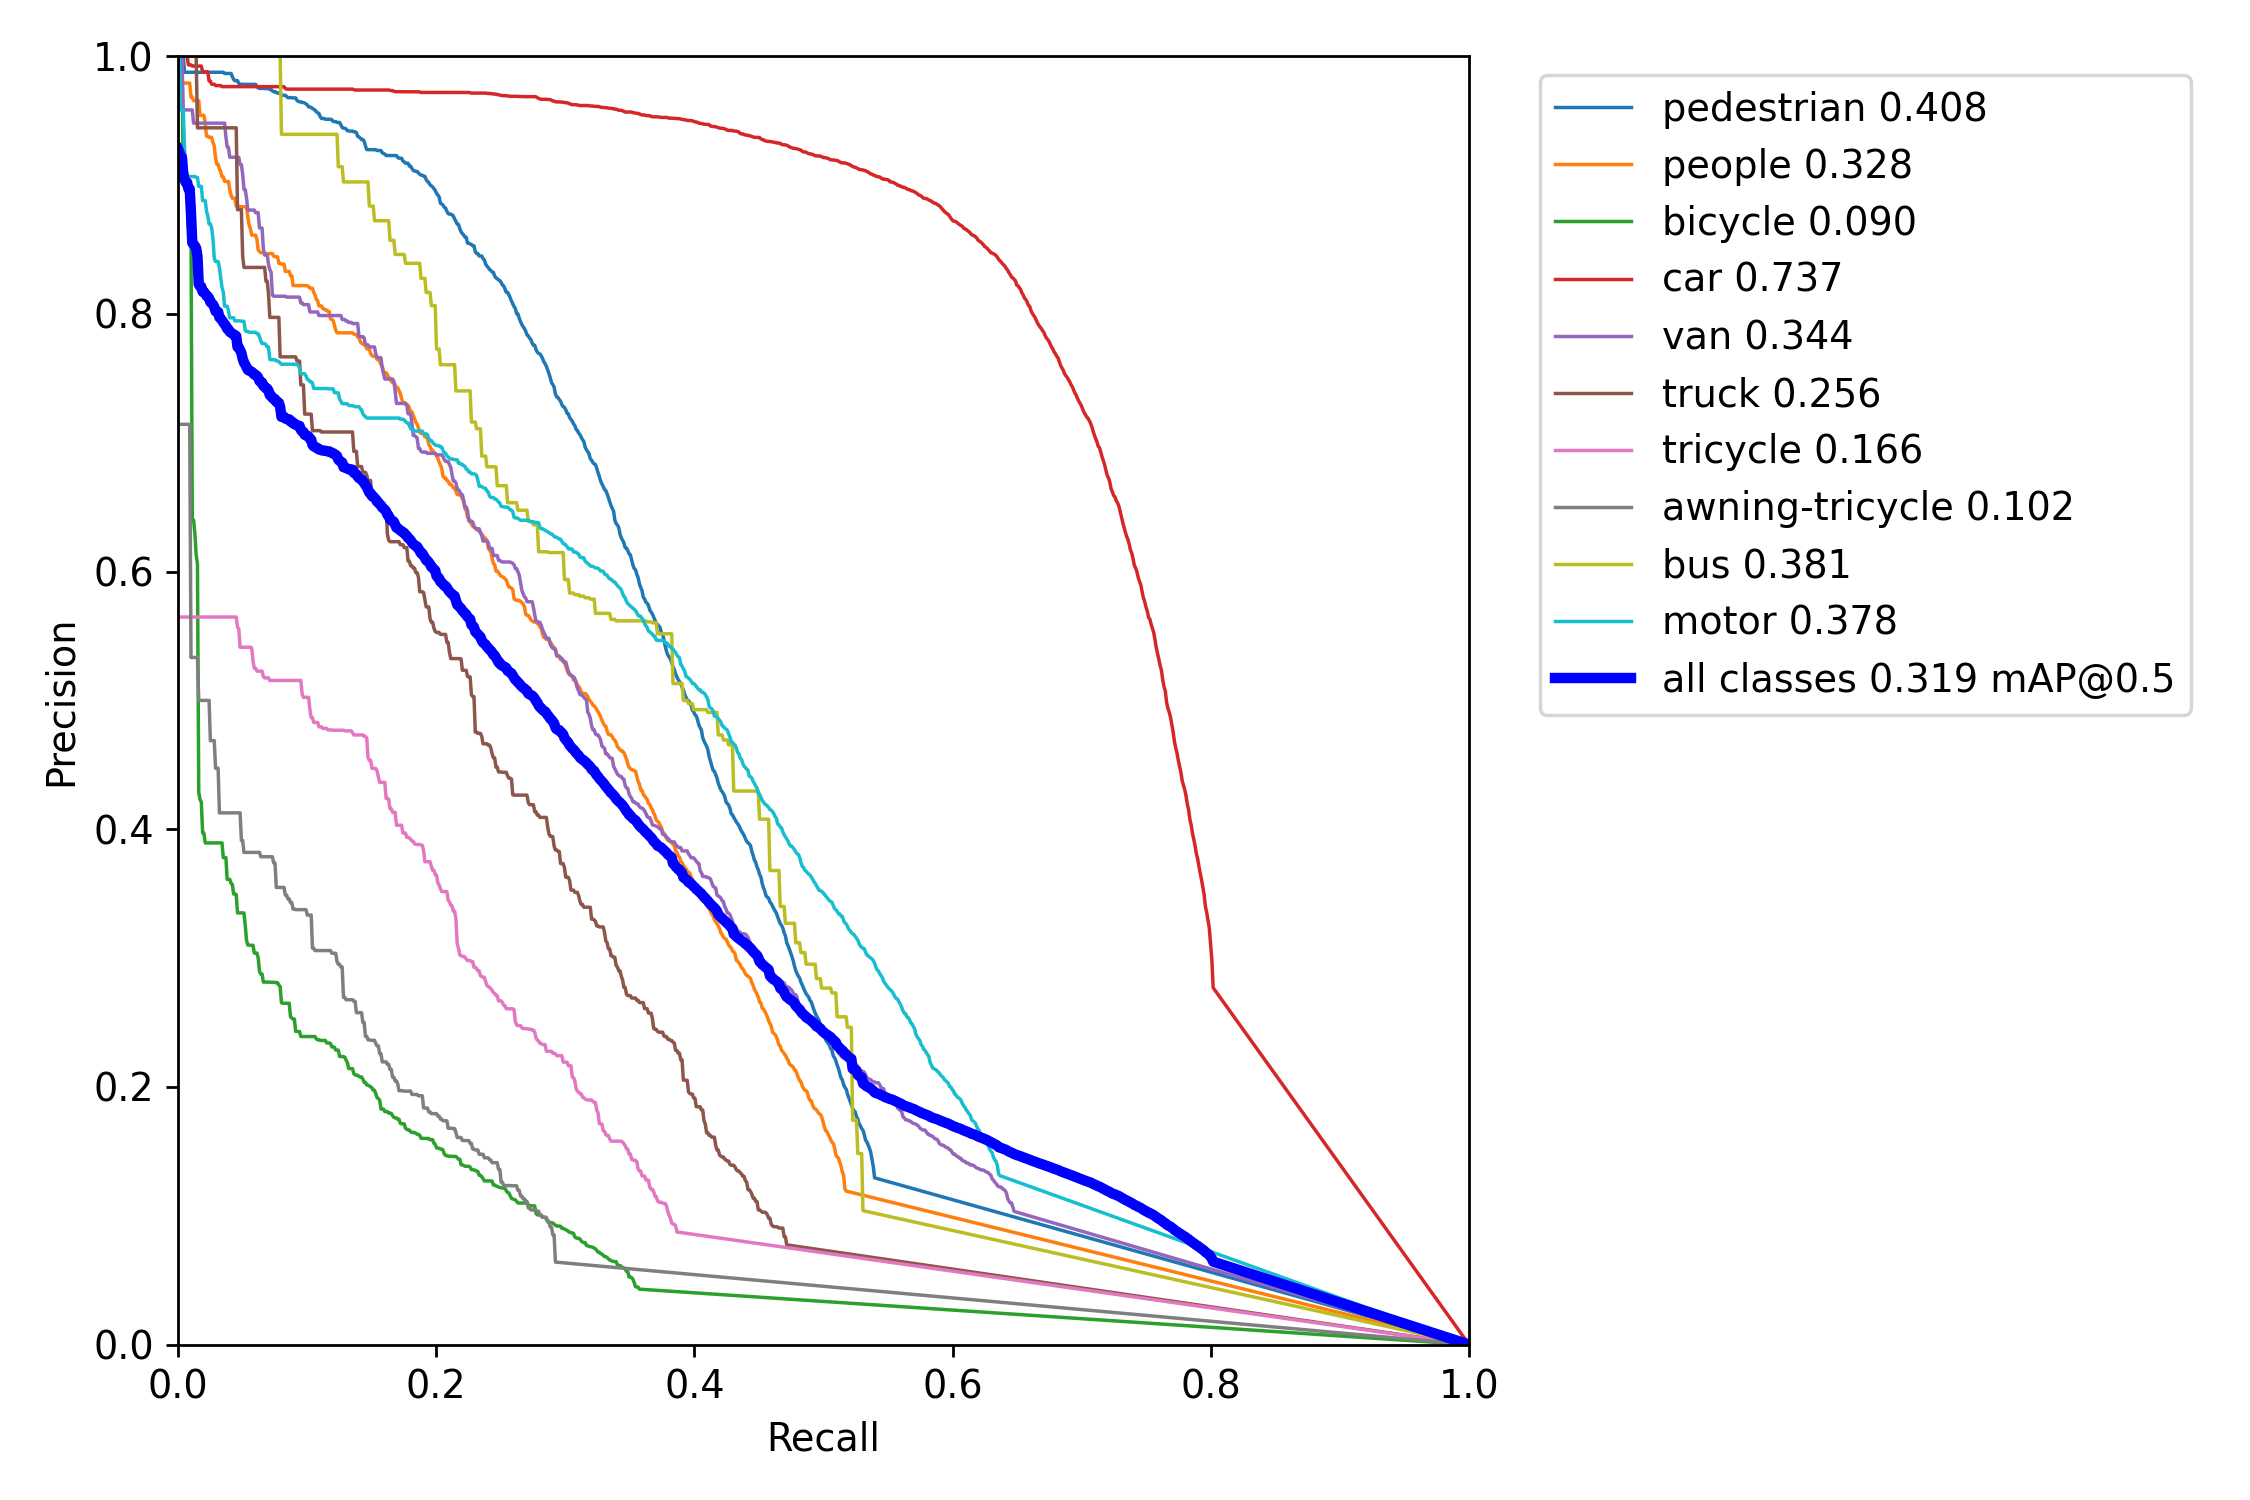 1.0
0.8
0.6
0.4
0.2
0.0
0.0 0.2 0.4 0.6 0.8 1.0
Precision
Recall
pedestrian 0.408
people 0.328
bicycle 0.090
car 0.737
van 0.344
truck 0.256
tricycle 0.166
awning-tricycle 0.102
bus 0.381
motor 0.378
all classes 0.319 mAP@0.5